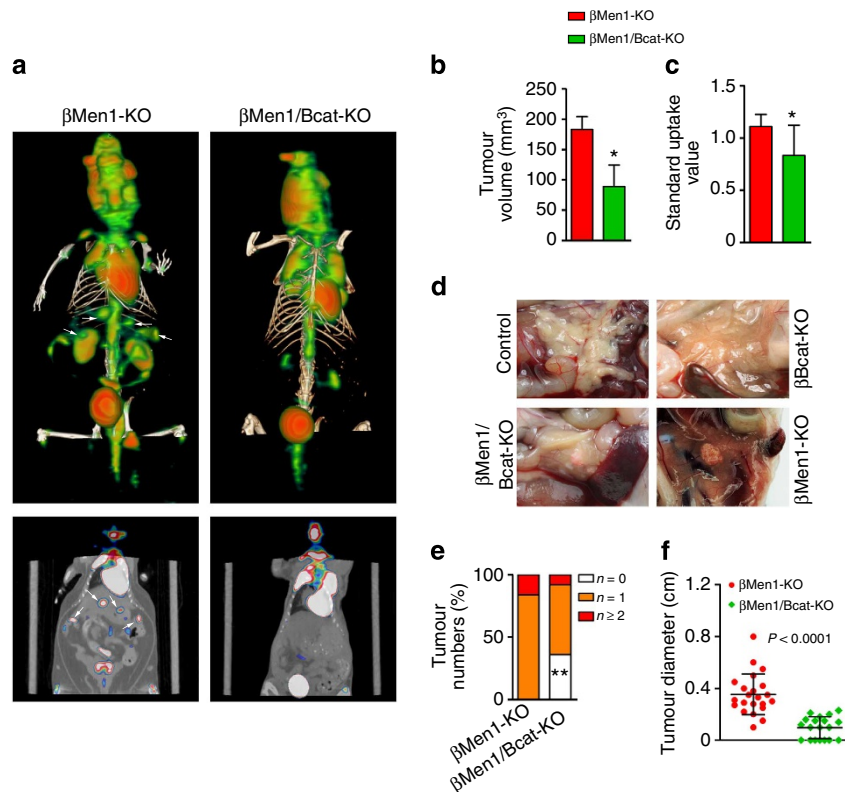 βMen1-KO
βMen1/Bcat-KO
a
βMen1-KO
βMen1/Bcat-KO
b
Tumour
volume (mm³)
250
200
150
100
50
0
*
c
Standard uptake
value
1.5
1.0
0.5
0
*
d
Control
βBcat-KO
βMen1/
Bcat-KO
βMen1-KO
e
Tumour
numbers (%)
100
50
0
n = 0
n = 1
n ≥ 2
**
βMen1-KO
βMen1/Bcat-KO
f
Tumour diameter (cm)
1.2
0.8
0.4
0
βMen1-KO
βMen1/Bcat-KO
P < 0.0001